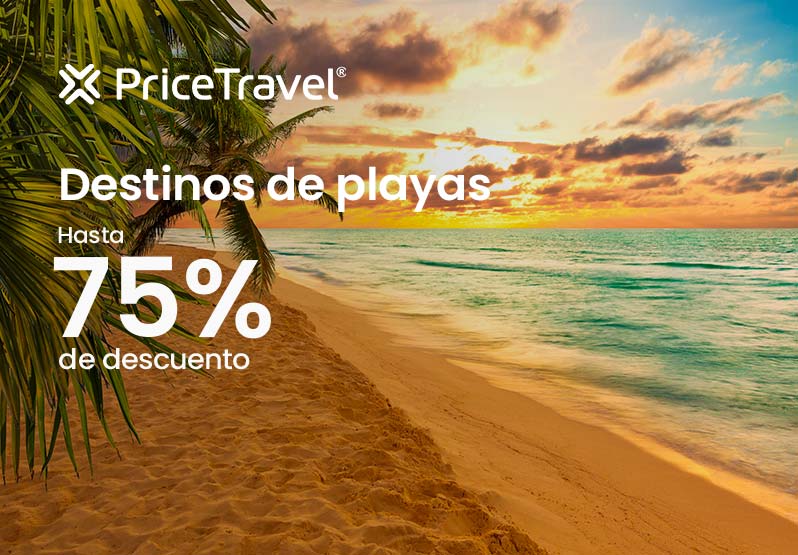 PriceTravel®
Destinos de playas
Hasta
75%
de descuento